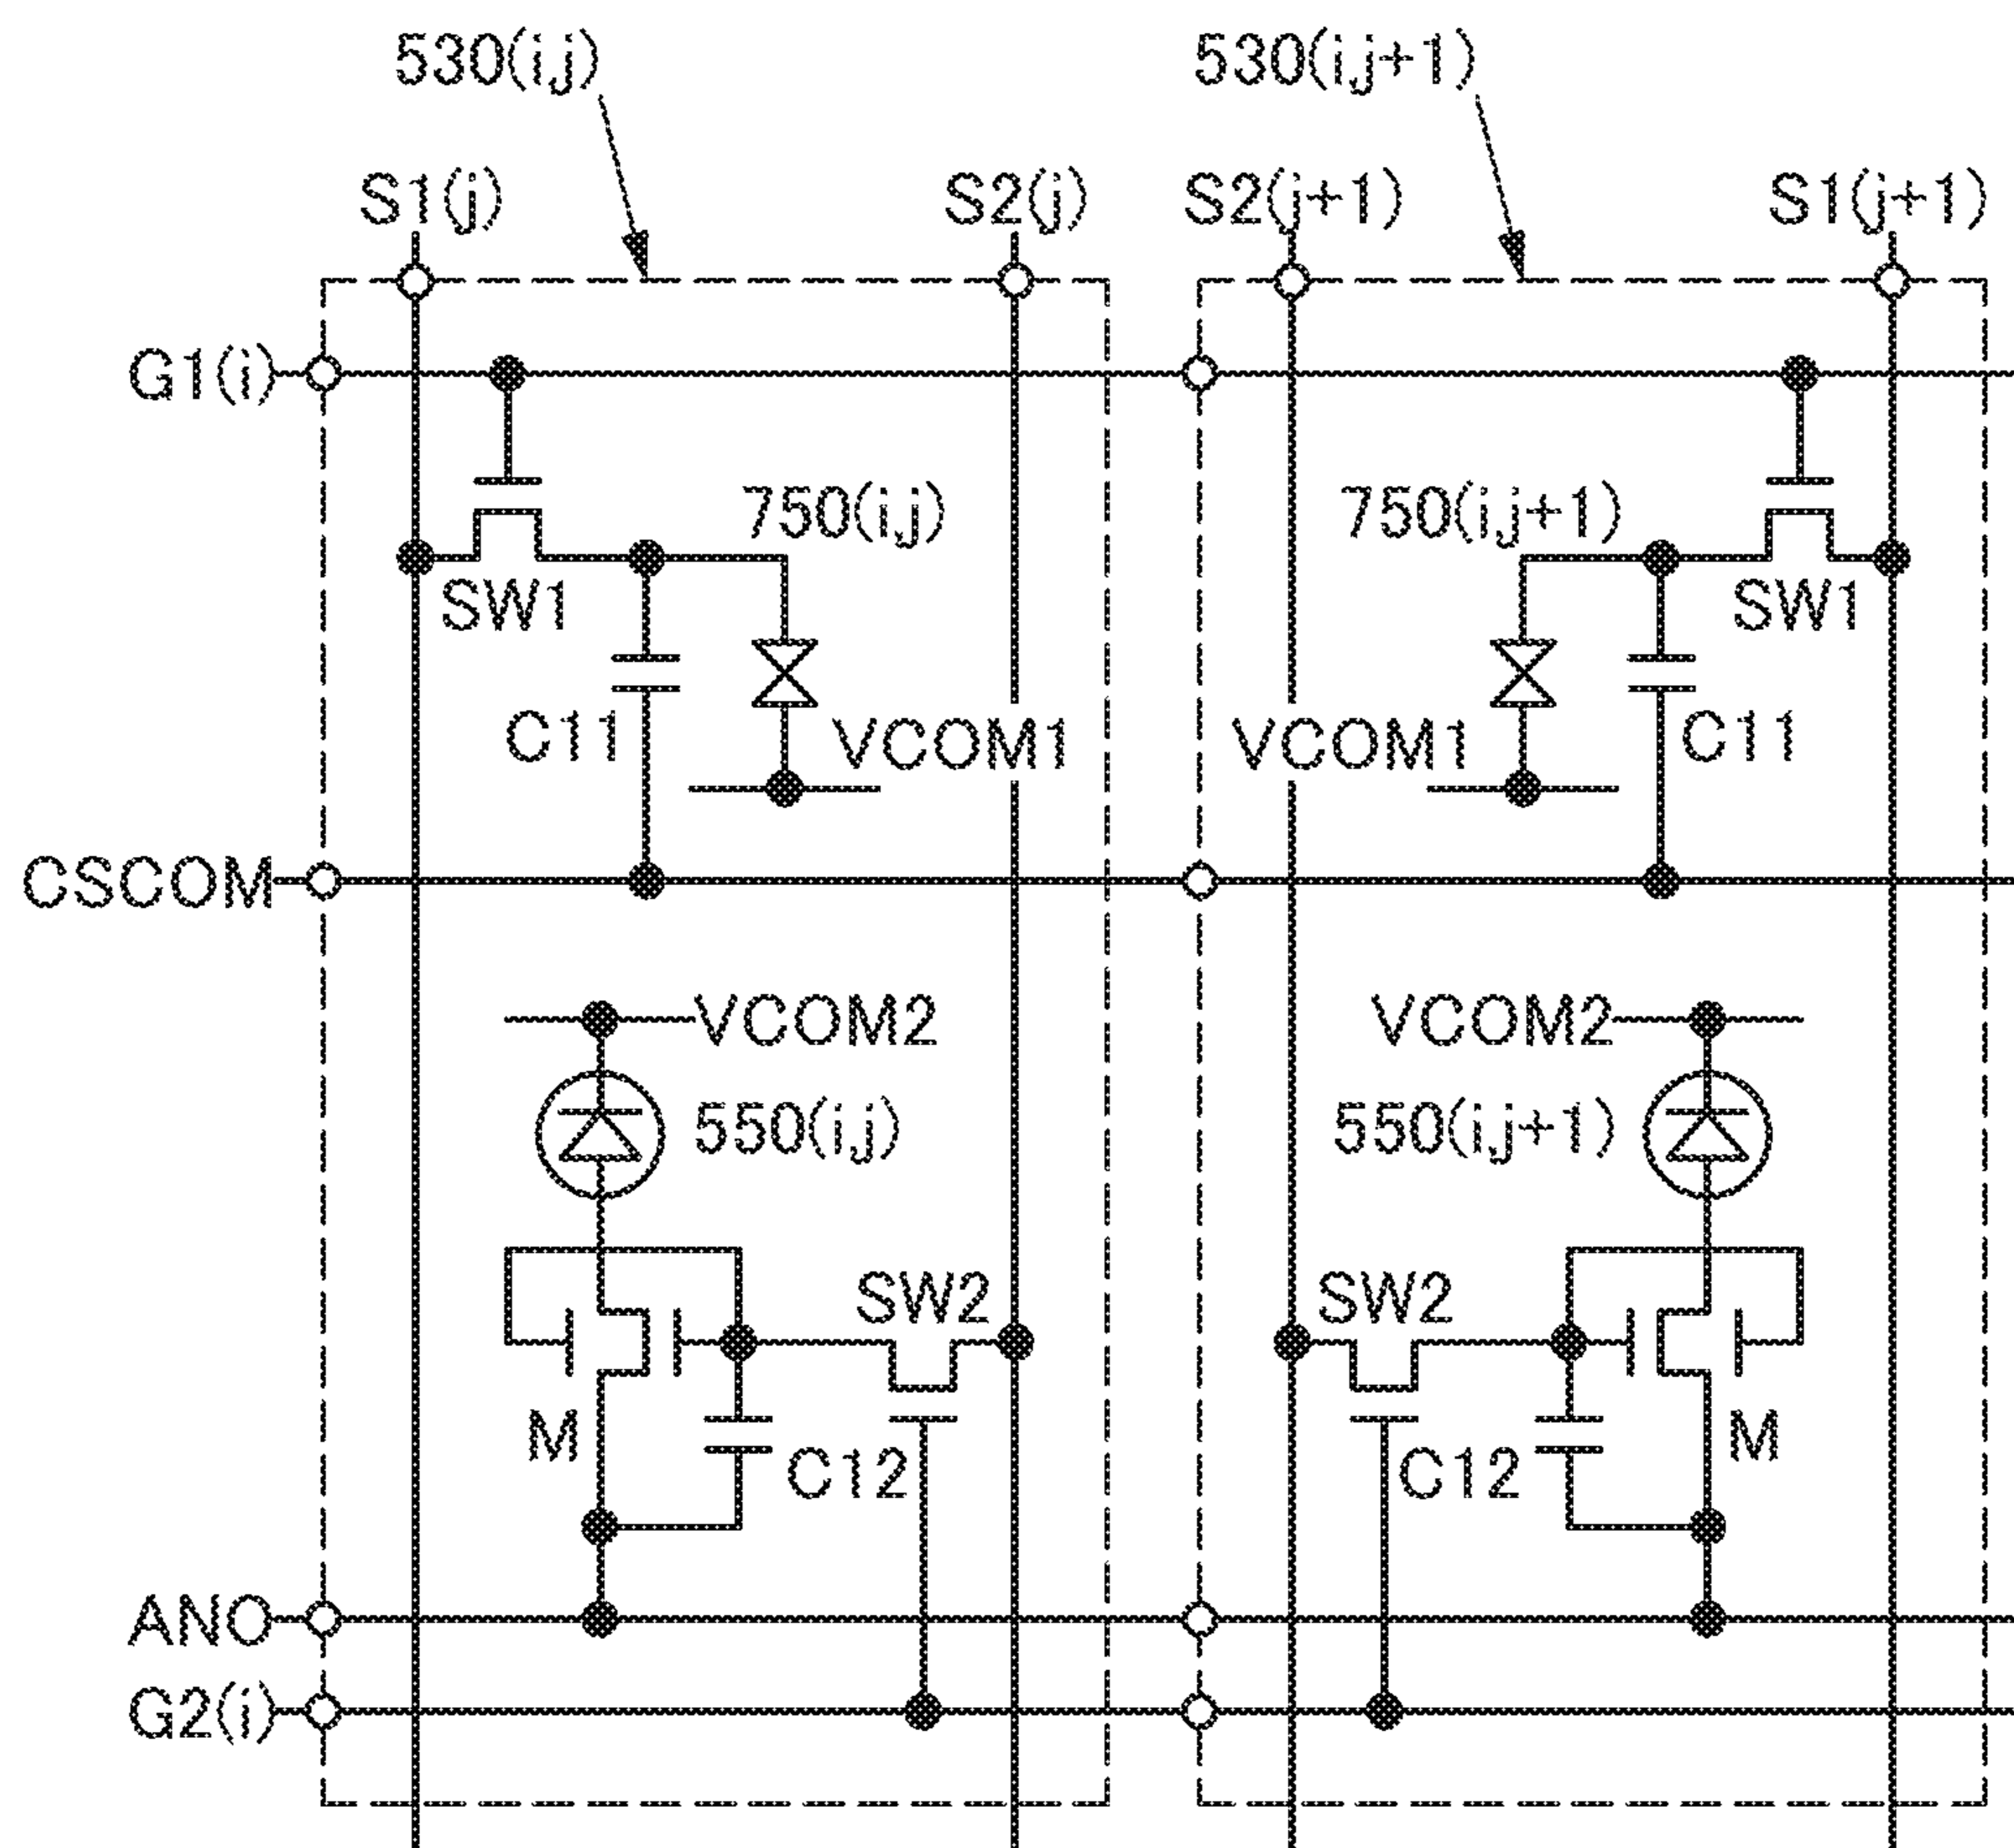 530(i,j) 530(i,j+1)
S1(j) S2(j) S2(j+1) S1(j+1)
G1(i)
750(i,j) 750(i,j+1)
SW1 SW1
C11 VCOM1 VCOM1 C11
CSCOM
VCOM2 VCOM2
550(i,j) 550(i,j+1)
SW2 SW2
M C12 C12 M
ANO
G2(i)